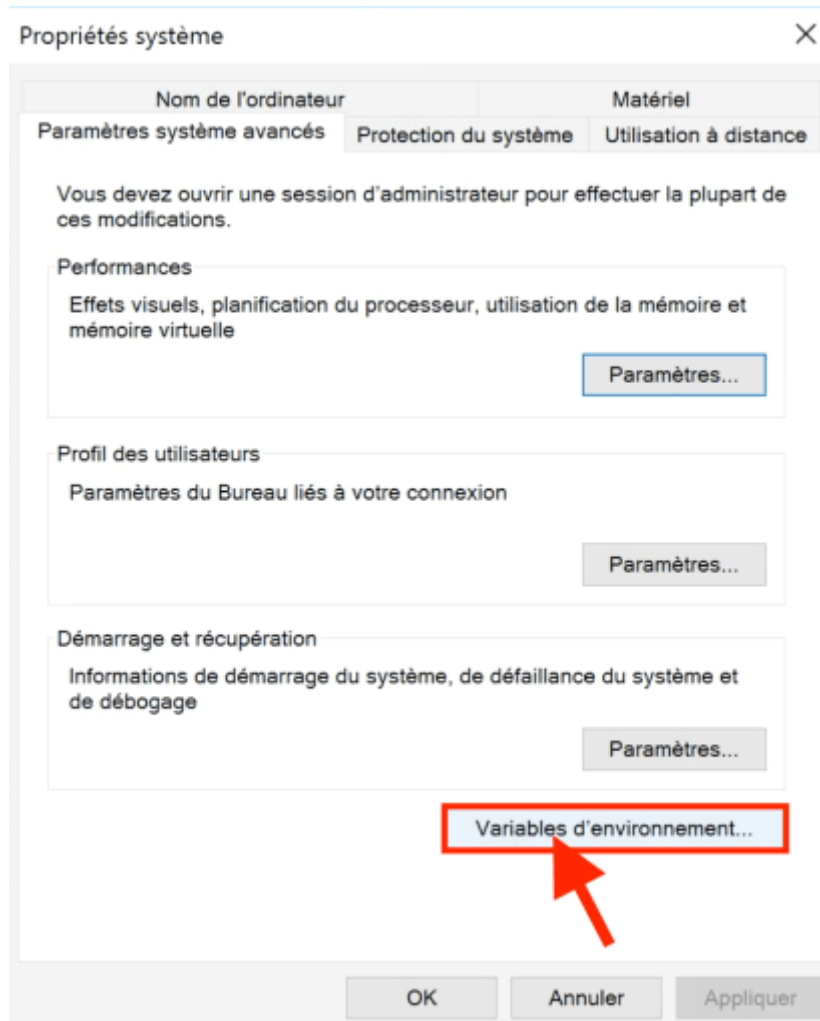 Propriétés système
Nom de l'ordinateur
Matériel
Paramètres système avancés
Protection du système
Utilisation à distance
Vous devez ouvrir une session d'administrateur pour effectuer la plupart de
ces modifications.
Performances
Effets visuels, planification du processeur, utilisation de la mémoire et
mémoire virtuelle
Paramètres...
Profil des utilisateurs
Paramètres du Bureau liés à votre connexion
Paramètres...
Démarrage et récupération
Informations de démarrage du système, de défaillance du système et
de débogage
Paramètres...
Variables d'environnement...
OK
Annuler
Appliquer